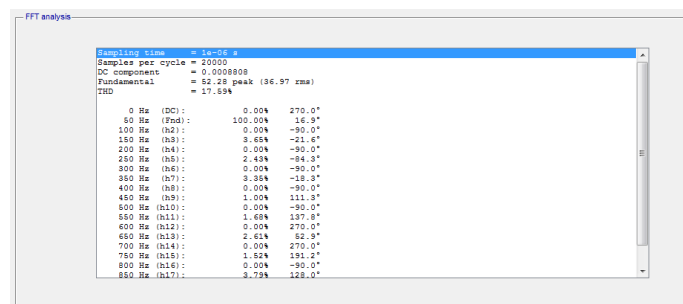 FFT analysis
Sampling time = 1e-06 s
Samples per cycle = 20000
DC component = 0.0008808
Fundamental = 52.28 peak (36.97 rms)
THD = 17.59%
0 Hz (DC): 0.00% 270.0°
50 Hz (Fnd): 100.00% 16.9°
100 Hz (h2): 0.00% -90.0°
150 Hz (h3): 3.65% -21.6°
200 Hz (h4): 0.00% -90.0°
250 Hz (h5): 2.43% -84.3°
300 Hz (h6): 0.00% -90.0°
350 Hz (h7): 3.35% -18.3°
400 Hz (h8): 0.00% -90.0°
450 Hz (h9): 1.00% 111.3°
500 Hz (h10): 0.00% -90.0°
550 Hz (h11): 1.68% 137.8°
600 Hz (h12): 0.00% 270.0°
650 Hz (h13): 2.61% 52.9°
700 Hz (h14): 0.00% 270.0°
750 Hz (h15): 1.52% 191.2°
800 Hz (h16): 0.00% -90.0°
850 Hz (h17): 3.79% 128.0°